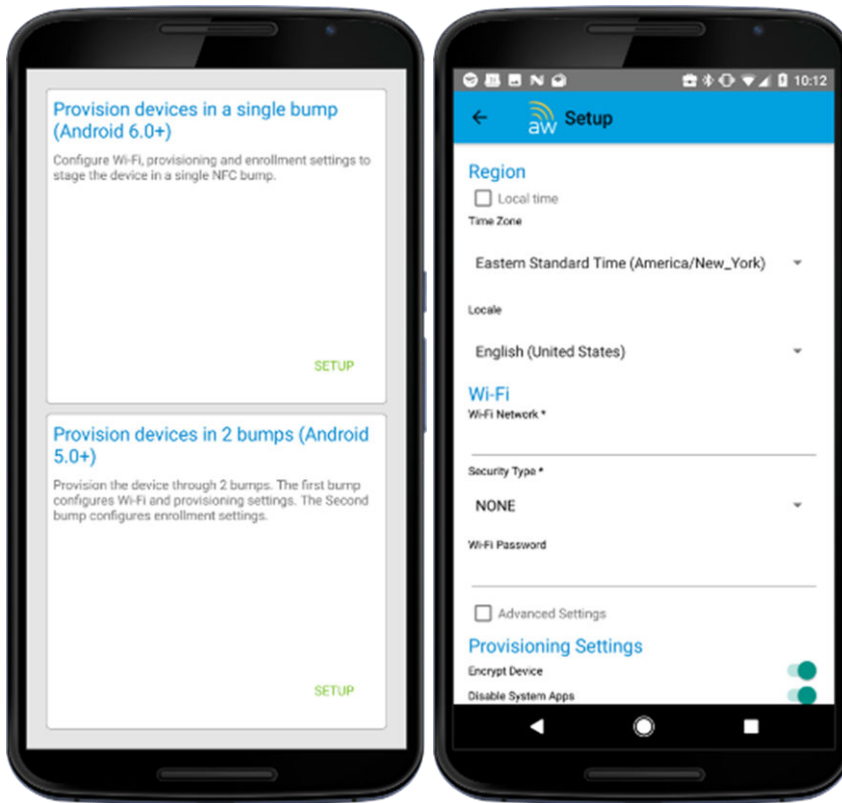 Provision devices in a single bump
(Android 6.0+)
Configure Wi-Fi, provisioning and enrollment settings to
stage the device in a single NFC bump.
SETUP
Provision devices in 2 bumps (Android
5.0+)
Provision the device through 2 bumps. The first bump
configures Wi-Fi and provisioning settings. The Second
bump configures enrollment settings.
SETUP
10:12
aw Setup
Region
Local time
Time Zone
Eastern Standard Time (America/New_York)
Locale
English (United States)
Wi-Fi
Wi-Fi Network *
Security Type *
NONE
Wi-Fi Password
Advanced Settings
Provisioning Settings
Encrypt Device
Disable System Apps